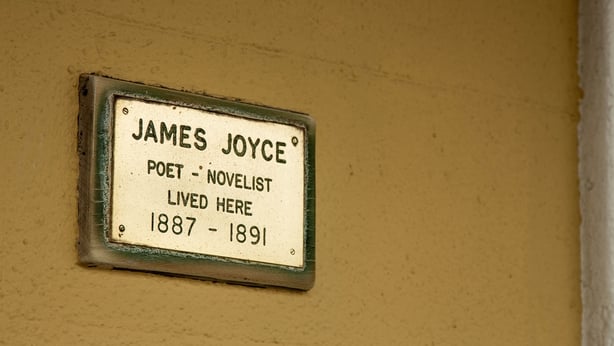 JAMES JOYCE
POET - NOVELIST
LIVED HERE
1887 - 1891